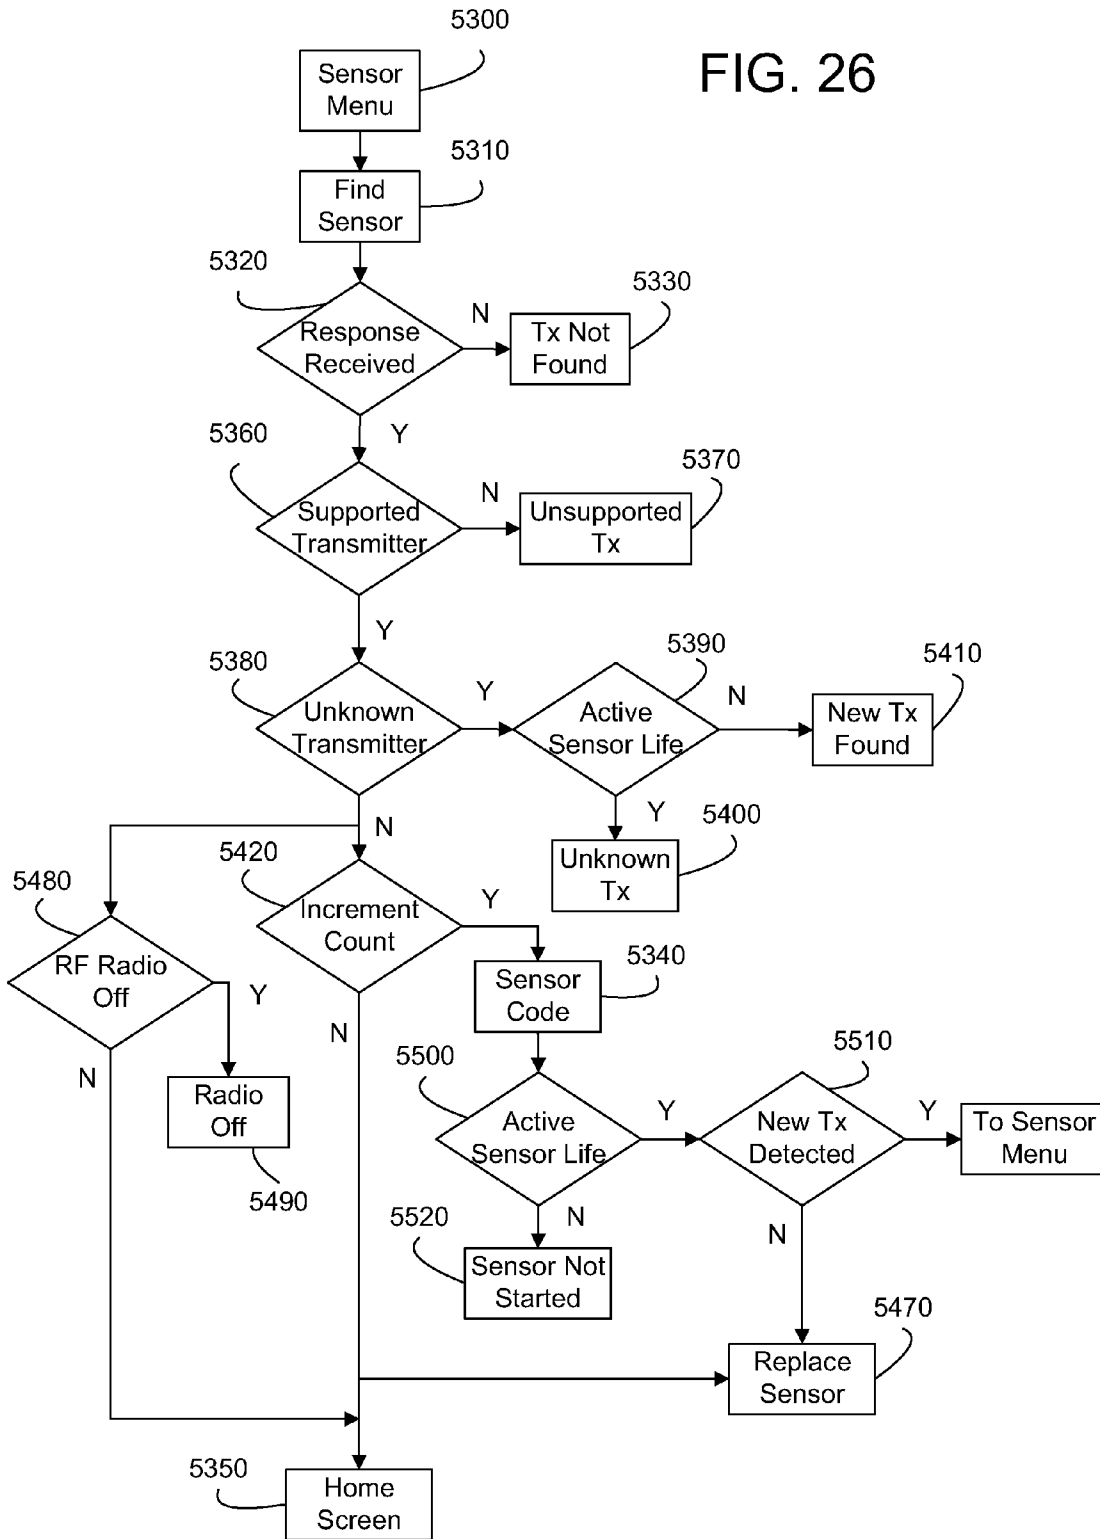 5300
FIG. 26
Sensor
Menu
5310
Find
Sensor
5320
Response
Received
N
5330
Tx Not
Found
Y
5360
Supported
Transmitter
N
5370
Unsupported
Tx
Y
5380
Unknown
Transmitter
Y
5390
Active
Sensor Life
N
5410
New Tx
Found
Y
5400
Unknown
Tx
N
5420
Increment
Count
Y
5480
RF Radio
Off
Y
N
Radio
Off
5490
N
5340
Sensor
Code
5500
Active
Sensor Life
Y
5510
New Tx
Detected
Y
To Sensor
Menu
N
5520
Sensor Not
Started
N
5470
Replace
Sensor
5350
Home
Screen